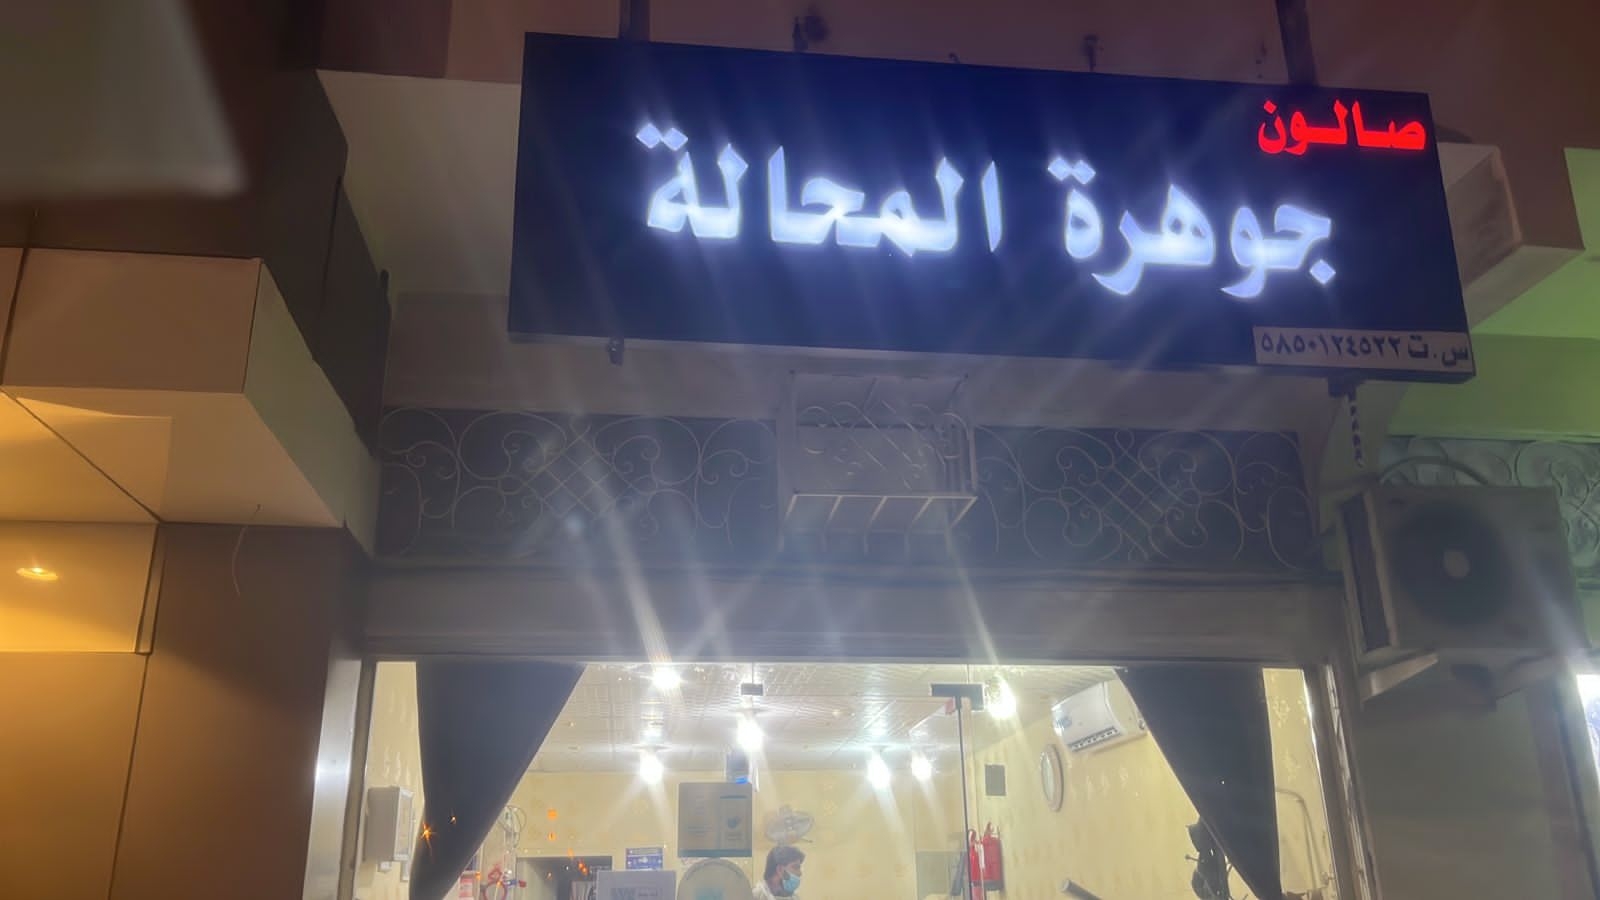 صالون
جوهرة المحالة
س.ت ٥٨٥٠١٢٤٥٢٢